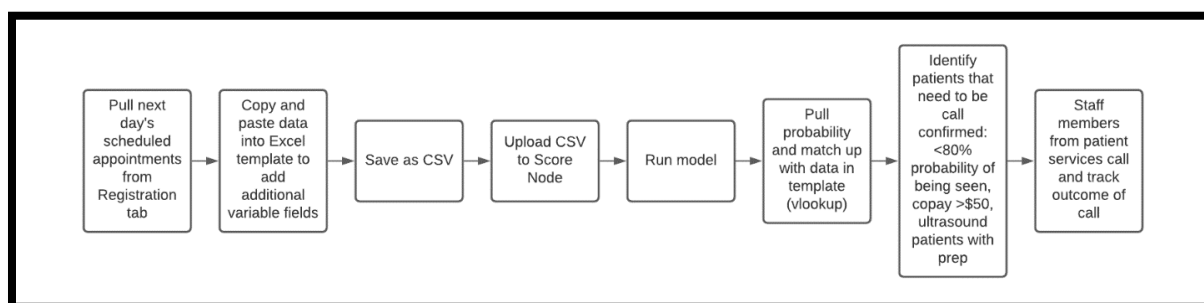 Pull next
day's
scheduled
appointments
from
Registration
tab
Copy and
paste data
into Excel
template to
add
additional
variable fields
Save as CSV
Upload CSV
to Score
Node
Run model
Pull
probability
and match up
with data in
template
(vlookup)
Identify
patients that
need to be
call
confirmed:
<80%
probability of
being seen,
copay >$50,
ultrasound
patients with
prep
Staff
members
from patient
services call
and track
outcome of
call